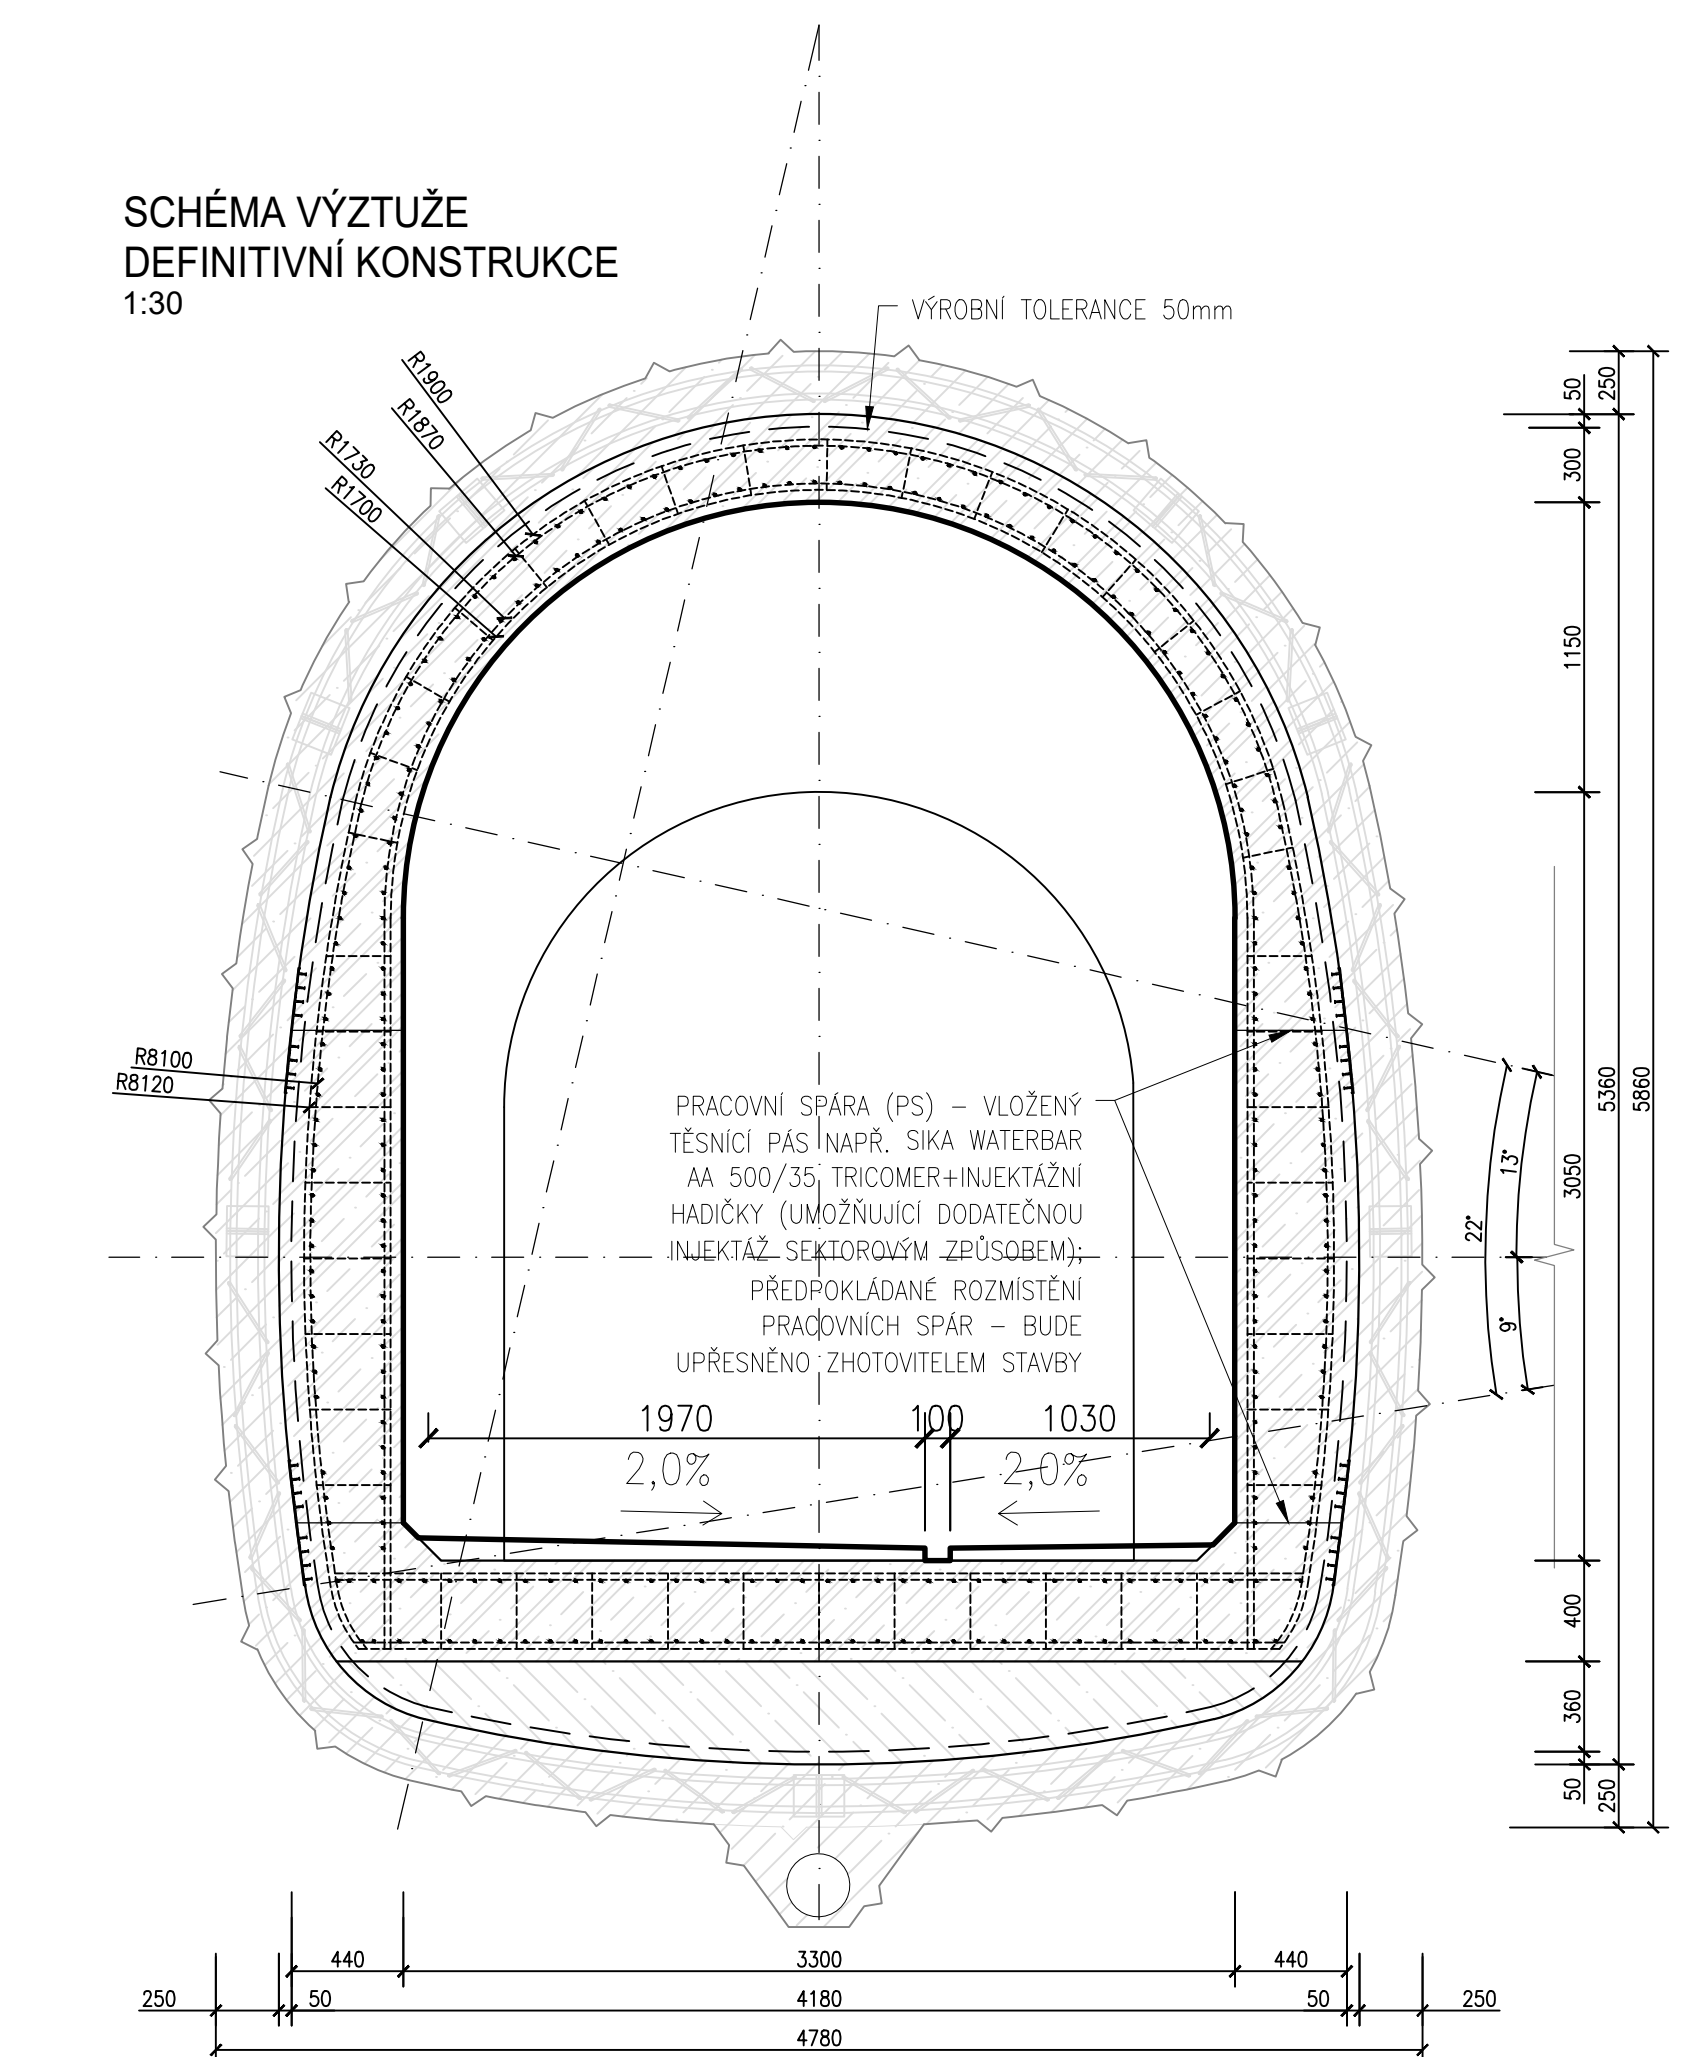 SCHÉMA VÝZTUŽE
DEFINITIVNÍ KONSTRUKCE
1:30
VÝROBNÍ TOLERANCE 50mm
R1900
R1870
R1730
R1700
R8100
R8120
PRACOVNÍ SPÁRA (PS) – VLOŽENÝ
TĚSNÍCÍ PÁS NAPŘ. SIKA WATERBAR
AA 500/35 TRICOMER+INJEKTÁŽNÍ
HADIČKY (UMOŽŇUJÍCÍ DODATEČNOU
INJEKTÁŽ SEKTOROVÝM ZPŮSOBEM);
PŘEDPOKLÁDANÉ ROZMÍSTĚNÍ
PRACOVNÍCH SPÁR – BUDE
UPŘESNĚNO ZHOTOVITELEM STAVBY
1970 100 1030
2,0% 2,0%
22°
13°
9°
50
300
1150
3050
400
360
50
250
5360
250
5860
440 3300 440
250 50 4180 50 250
4780